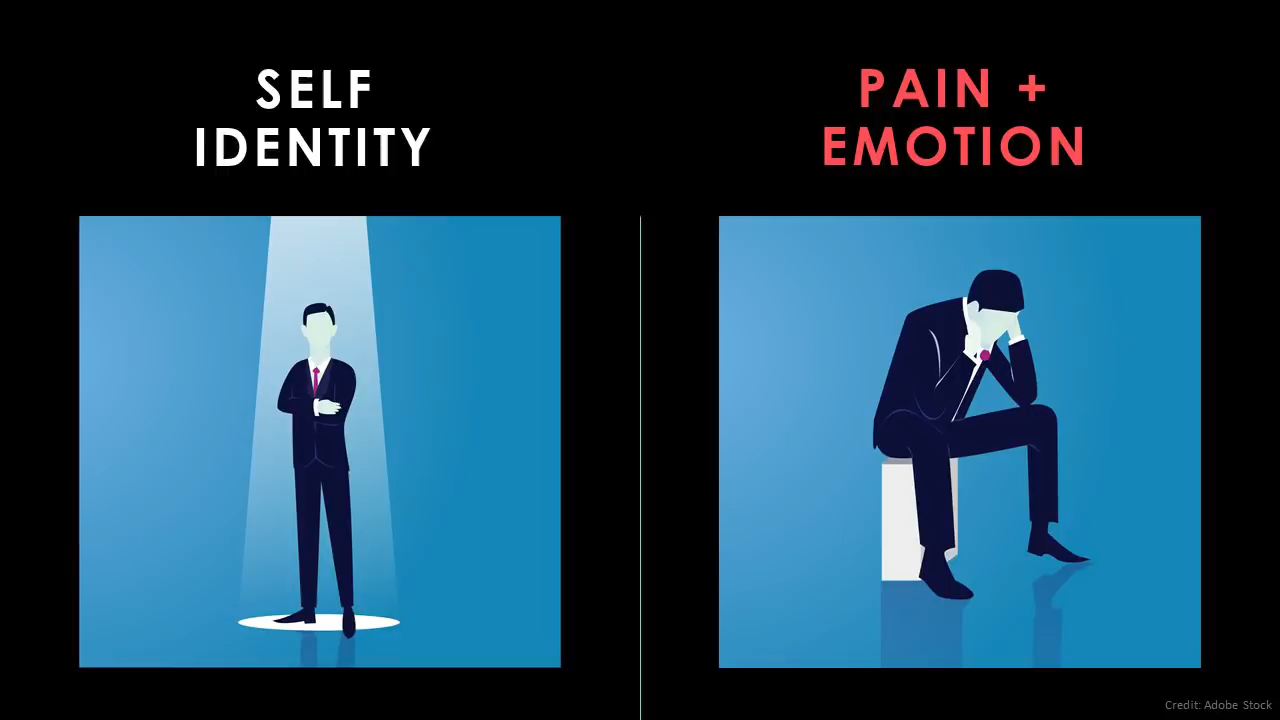 SELF
IDENTITY
PAIN +
EMOTION
Credit: Adobe Stock